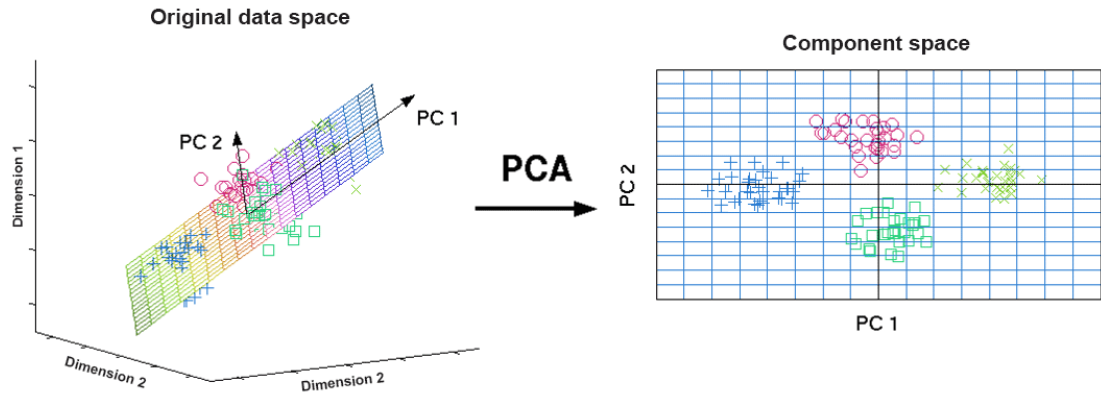 Original data space
Dimension 1
PC 2
PC 1
Dimension 2
Dimension 2
PCA
Component space
PC 2
PC 1